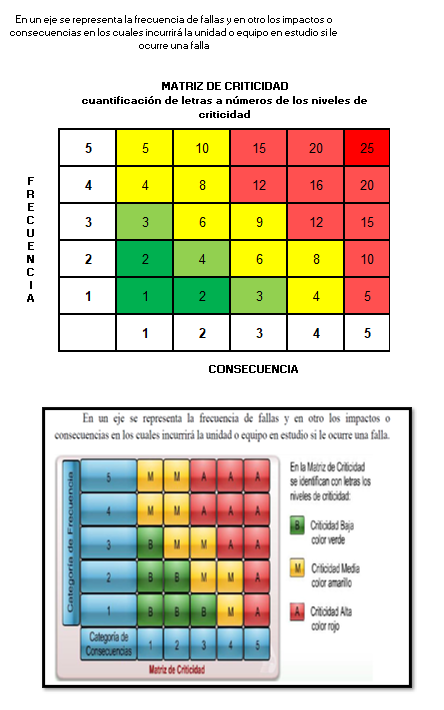 En un eje se representa la frecuencia de fallas y en otro los impactos o
consecuencias en los cuales incurrirá la unidad o equipo en estudio si le
ocurre una falla
MATRIZ DE CRITICIDAD
cuantificación de letras a números de los niveles de
criticidad
5 5 10 15 20 25
4 4 8 12 16 20
3 3 6 9 12 15
2 2 4 6 8 10
1 1 2 3 4 5
1 2 3 4 5
FRECUENCIA
CONSECUENCIA
En un eje se representa la frecuencia de fallas y en otro los impactos o
consecuencias en los cuales incurrirá la unidad o equipo en estudio si le ocurre una falla.
Categoría de Frecuencia
5 M M A A A
4 M M A A A
3 B M M A A
2 B B M M A
1 B B B M A
Categoría de
Consecuencias
1 2 3 4 5
Matriz de Criticidad
En la Matriz de Criticidad
se identifican con letras los
niveles de criticidad:
B Criticidad Baja
color verde
M Criticidad Media
color amarillo
A Criticidad Alta
color rojo